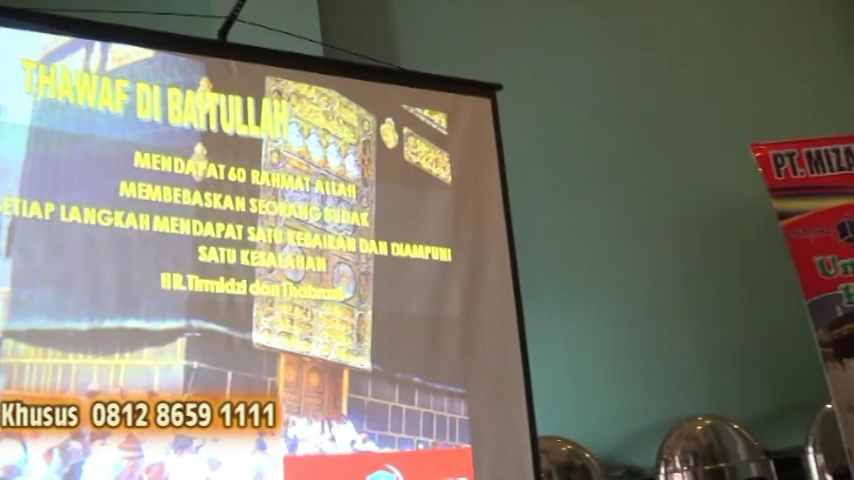 THAWAF DI BAITULLAH
MENDAPAT 60 RAHMAT ALLAH
MEMBEBASKAN SEORANG BUDAK
SETIAP LANGKAH MENDAPAT SATU KEBAIKAN DAN DIAMPUNI
SATU KESALAHAN
HR.Tirmidzi dan Thabrani
Khusus 0812 8659 1111
PT. MIZA